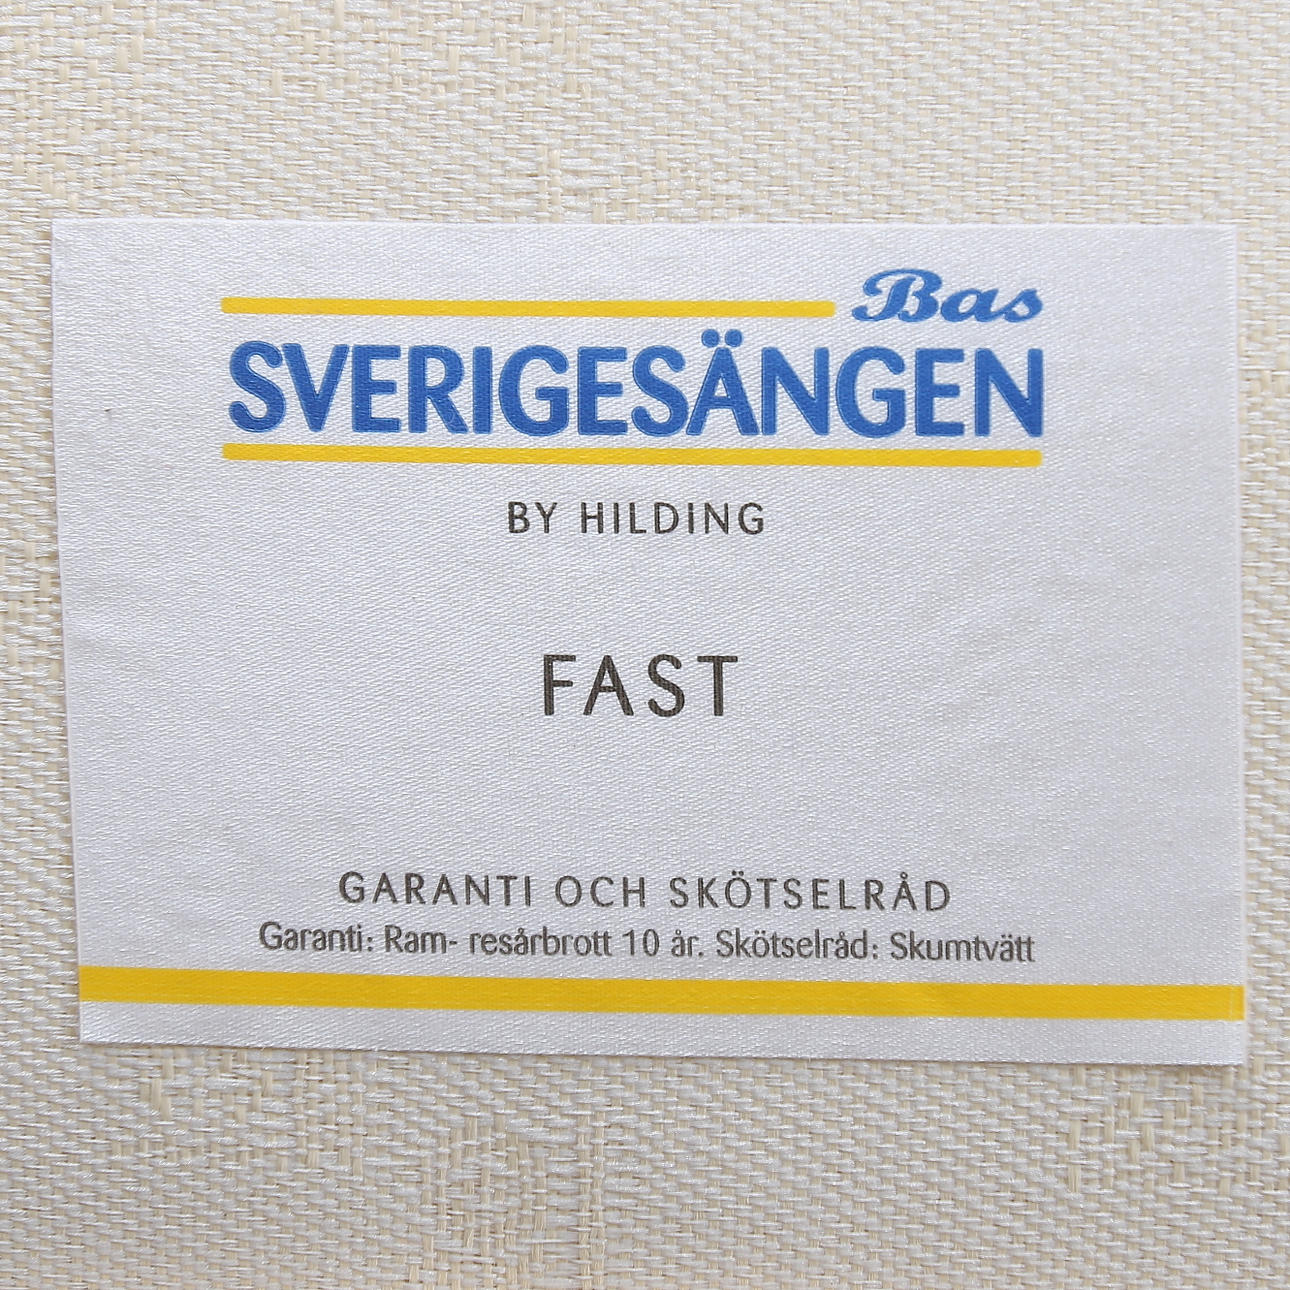 Bas
SVERIGESÄNGEN
BY HILDING
FAST
GARANTI OCH SKÖTSELRÅD
Garanti: Ram- resårbrott 10 år. Skötselråd: Skumtvätt